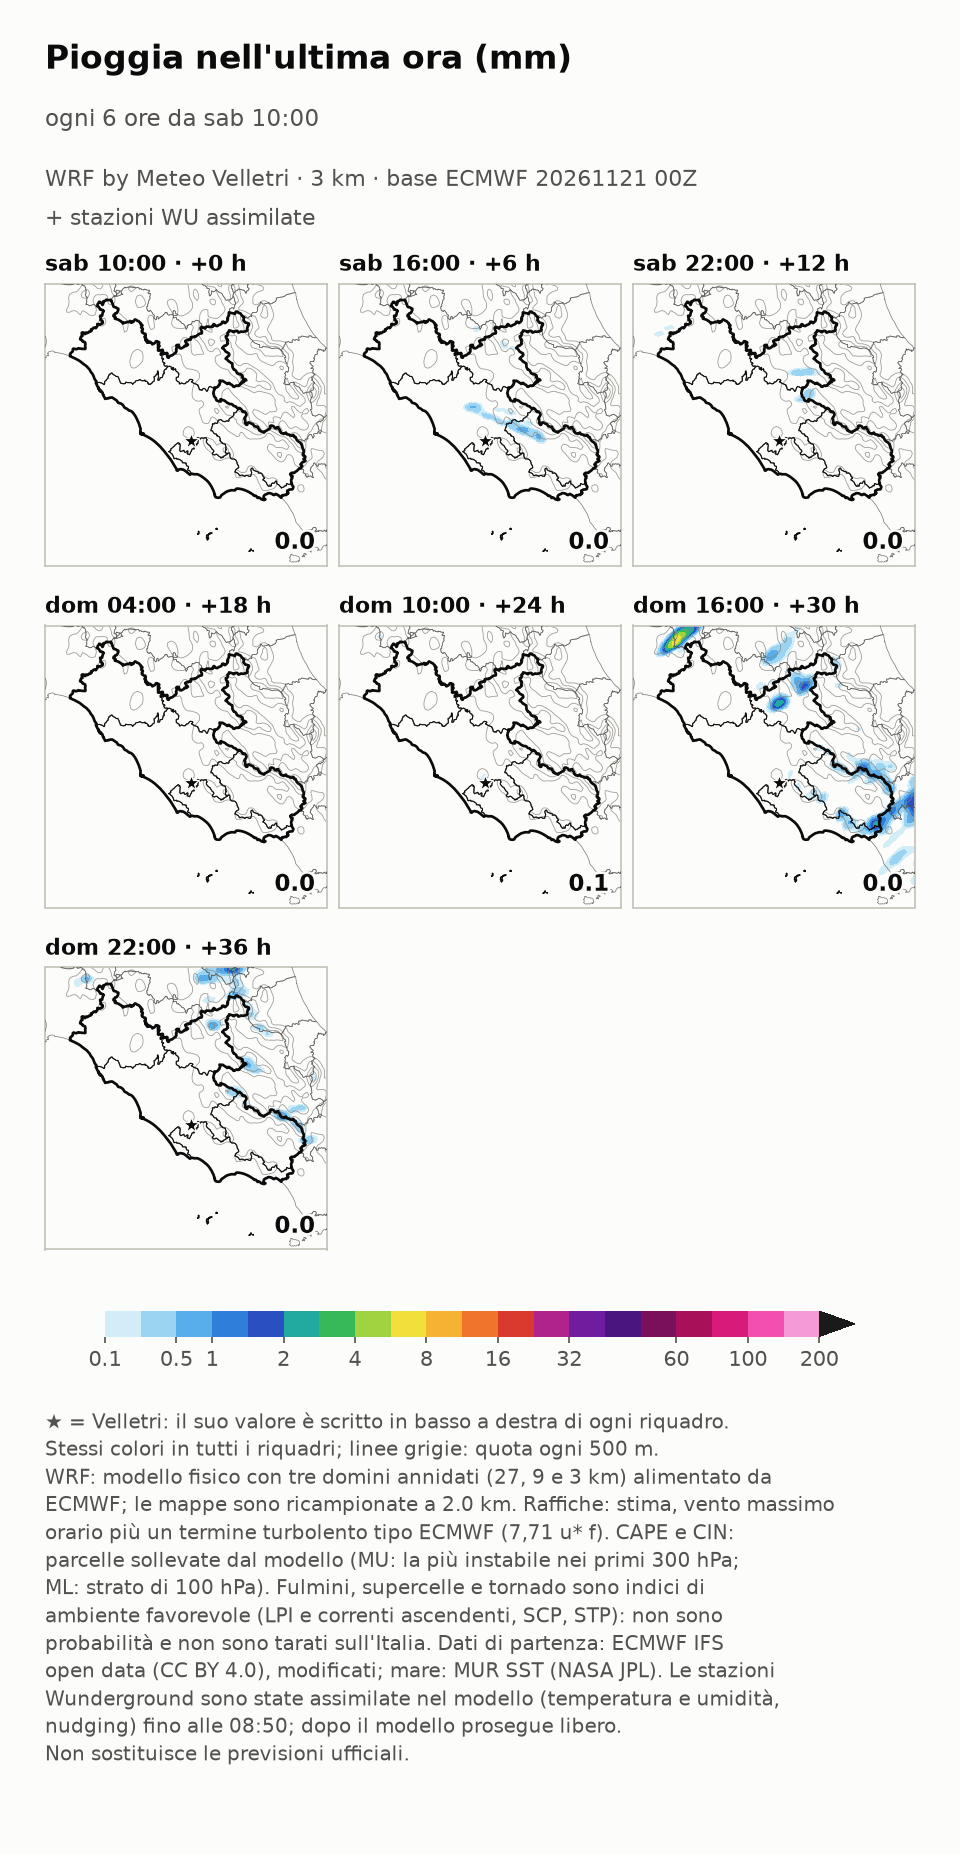 Pioggia nell'ultima ora (mm)
ogni 6 ore da sab 10:00
WRF by Meteo Velletri · 3 km · base ECMWF 20261121 00Z
+ stazioni WU assimilate
sab 10:00 · +0 h
sab 16:00 · +6 h
sab 22:00 · +12 h
0.0
0.0
0.0
dom 04:00 · +18 h
dom 10:00 · +24 h
dom 16:00 · +30 h
0.0
0.1
0.0
dom 22:00 · +36 h
0.0
0.1 0.5 1 2 4 8 16 32 60 100 200
★ = Velletri: il suo valore è scritto in basso a destra di ogni riquadro.
Stessi colori in tutti i riquadri; linee grigie: quota ogni 500 m.
WRF: modello fisico con tre domini annidati (27, 9 e 3 km) alimentato da
ECMWF; le mappe sono ricampionate a 2.0 km. Raffiche: stima, vento massimo
orario più un termine turbolento tipo ECMWF (7,71 u* f). CAPE e CIN:
parcelle sollevate dal modello (MU: la più instabile nei primi 300 hPa;
ML: strato di 100 hPa). Fulmini, supercelle e tornado sono indici di
ambiente favorevole (LPI e correnti ascendenti, SCP, STP): non sono
probabilità e non sono tarati sull'Italia. Dati di partenza: ECMWF IFS
open data (CC BY 4.0), modificati; mare: MUR SST (NASA JPL). Le stazioni
Wunderground sono state assimilate nel modello (temperatura e umidità,
nudging) fino alle 08:50; dopo il modello prosegue libero.
Non sostituisce le previsioni ufficiali.